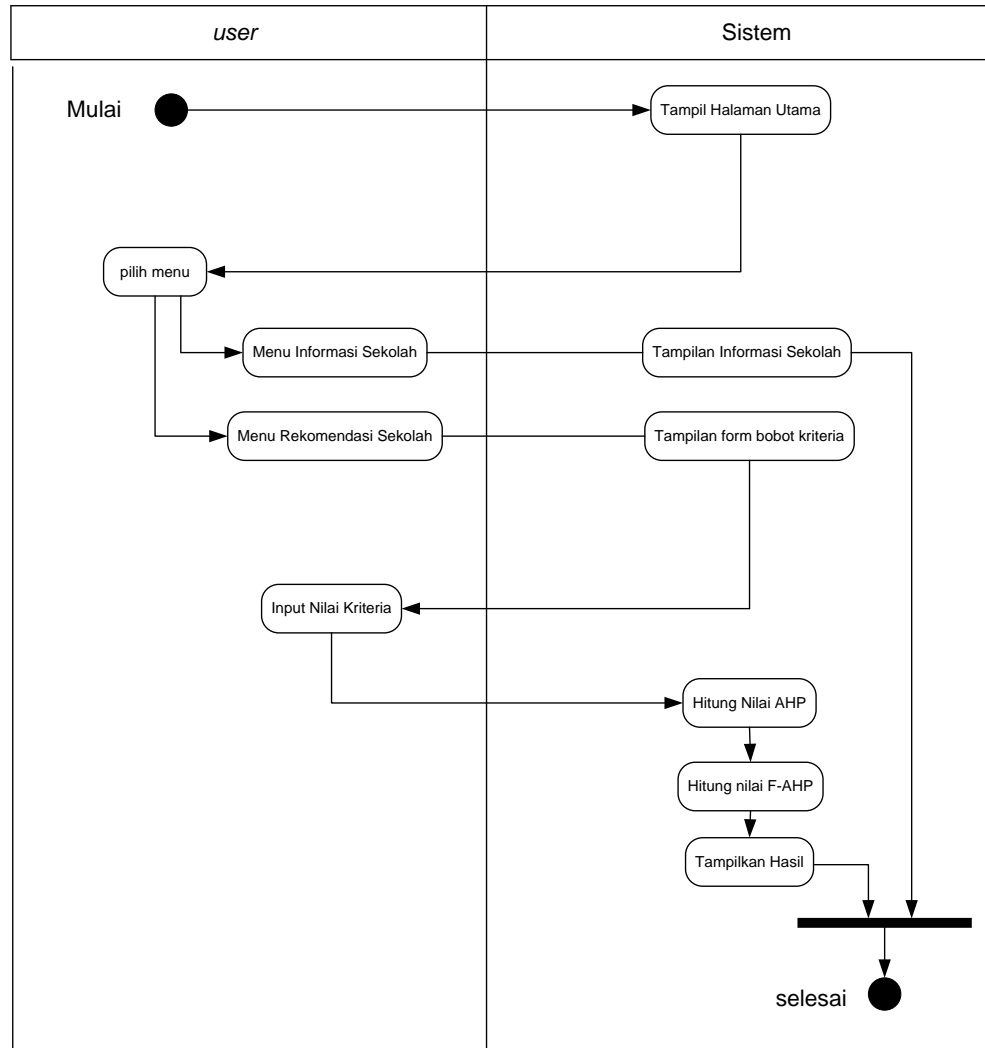 user
Sistem
Mulai
Tampil Halaman Utama
pilih menu
Menu Informasi Sekolah
Tampilan Informasi Sekolah
Menu Rekomendasi Sekolah
Tampilan form bobot kriteria
Input Nilai Kriteria
Hitung Nilai AHP
Hitung nilai F-AHP
Tampilkan Hasil
selesai